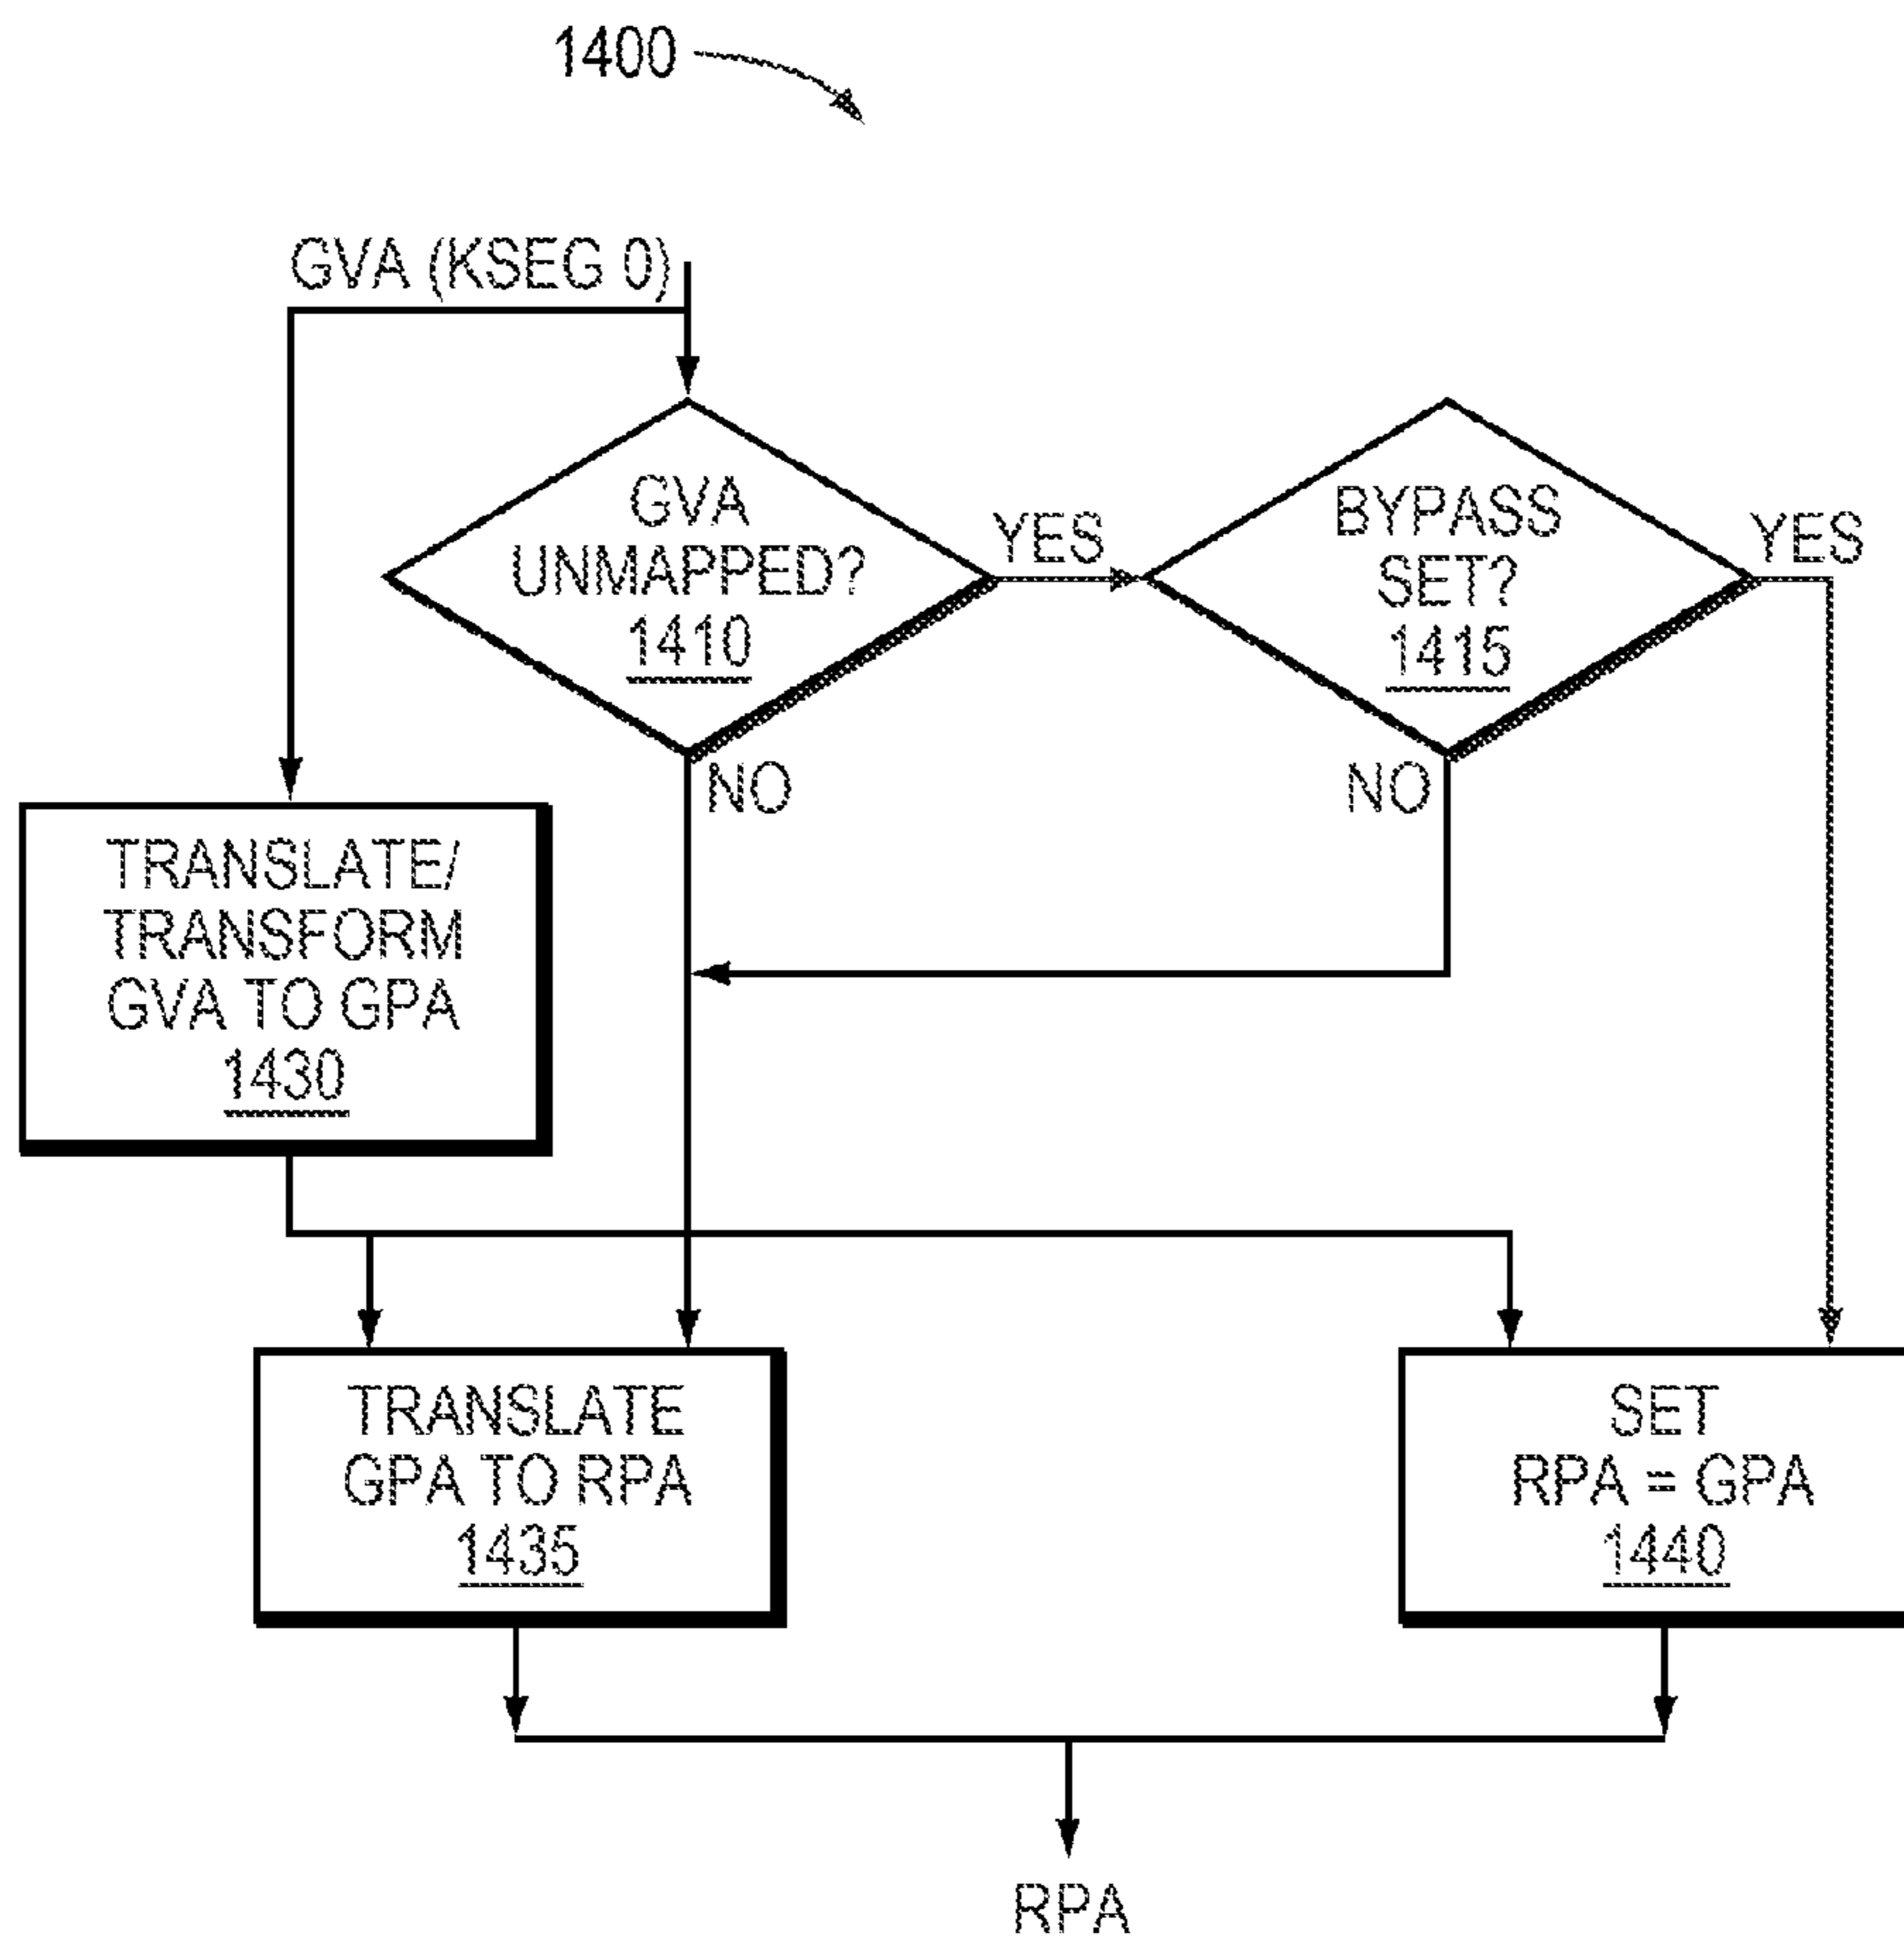 1400
GVA (KSEG 0)
GVA
UNMAPPED?
1410
YES
BYPASS
SET?
1415
YES
NO
NO
TRANSLATE/
TRANSFORM
GVA TO GPA
1430
TRANSLATE
GPA TO RPA
1435
SET
RPA = GPA
1440
RPA